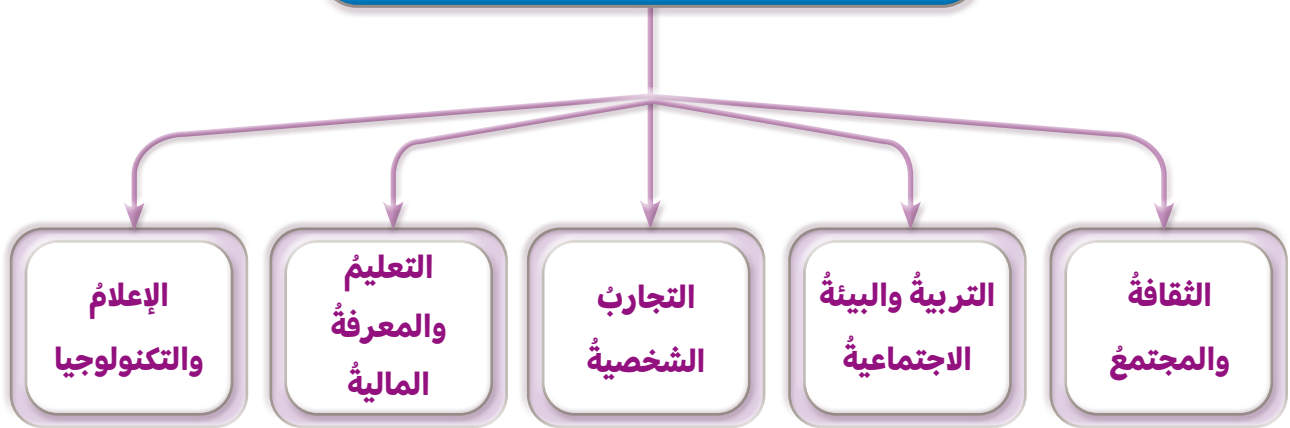 الثقافةُ
والمجتمعُ
التربيةُ والبيئةُ
الاجتماعيةُ
التجاربُ
الشخصيةُ
التعليمُ
والمعرفةُ
الماليةُ
الإعلامُ
والتكنولوجيا